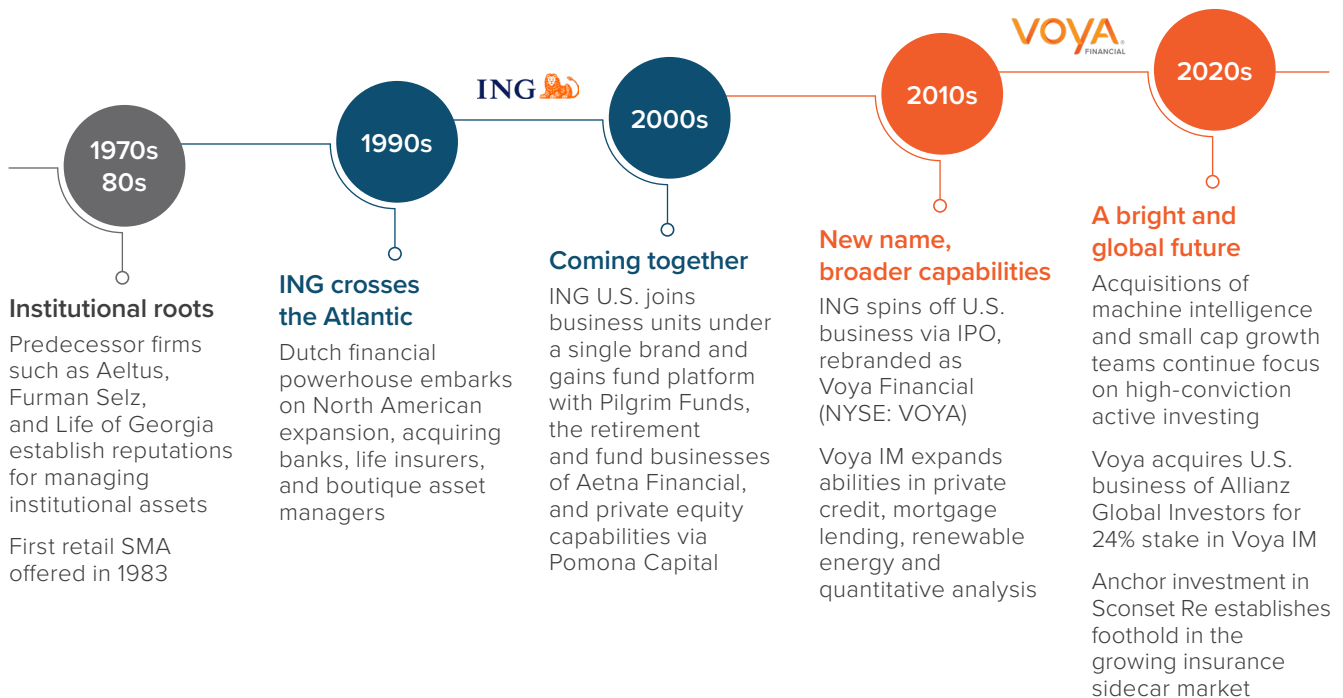 1970s
80s
Institutional roots
Predecessor firms
such as Aeltus,
Furman Selz,
and Life of Georgia
establish reputations
for managing
institutional assets
First retail SMA
offered in 1983
1990s
ING crosses
the Atlantic
Dutch financial
powerhouse embarks
on North American
expansion, acquiring
banks, life insurers,
and boutique asset
managers
ING
2000s
Coming together
ING U.S. joins
business units under
a single brand and
gains fund platform
with Pilgrim Funds,
the retirement
and fund businesses
of Aetna Financial,
and private equity
capabilities via
Pomona Capital
2010s
New name,
broader capabilities
ING spins off U.S.
business via IPO,
rebranded as
Voya Financial
(NYSE: VOYA)
Voya IM expands
abilities in private
credit, mortgage
lending, renewable
energy and
quantitative analysis
VOYA®
FINANCIAL
2020s
A bright and
global future
Acquisitions of
machine intelligence
and small cap growth
teams continue focus
on high-conviction
active investing
Voya acquires U.S.
business of Allianz
Global Investors for
24% stake in Voya IM
Anchor investment in
Sconset Re establishes
foothold in the
growing insurance
sidecar market